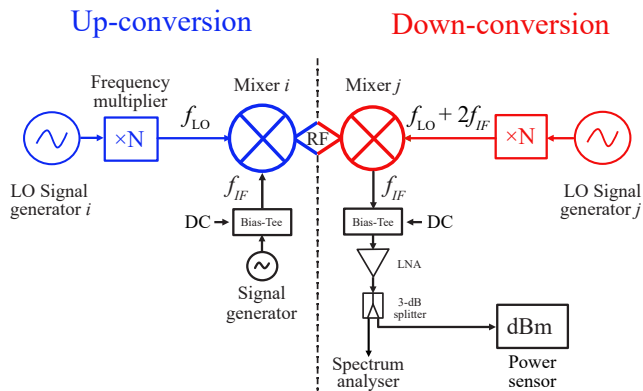 Up-conversion
Down-conversion
Frequency
multiplier
Mixer i
Mixer j
×N
f_LO
RF
f_LO + 2f_IF
×N
LO Signal
generator i
LO Signal
generator j
f_IF
f_IF
DC
Bias-Tee
Bias-Tee
DC
Signal
generator
LNA
3-dB
splitter
dBm
Spectrum
analyser
Power
sensor